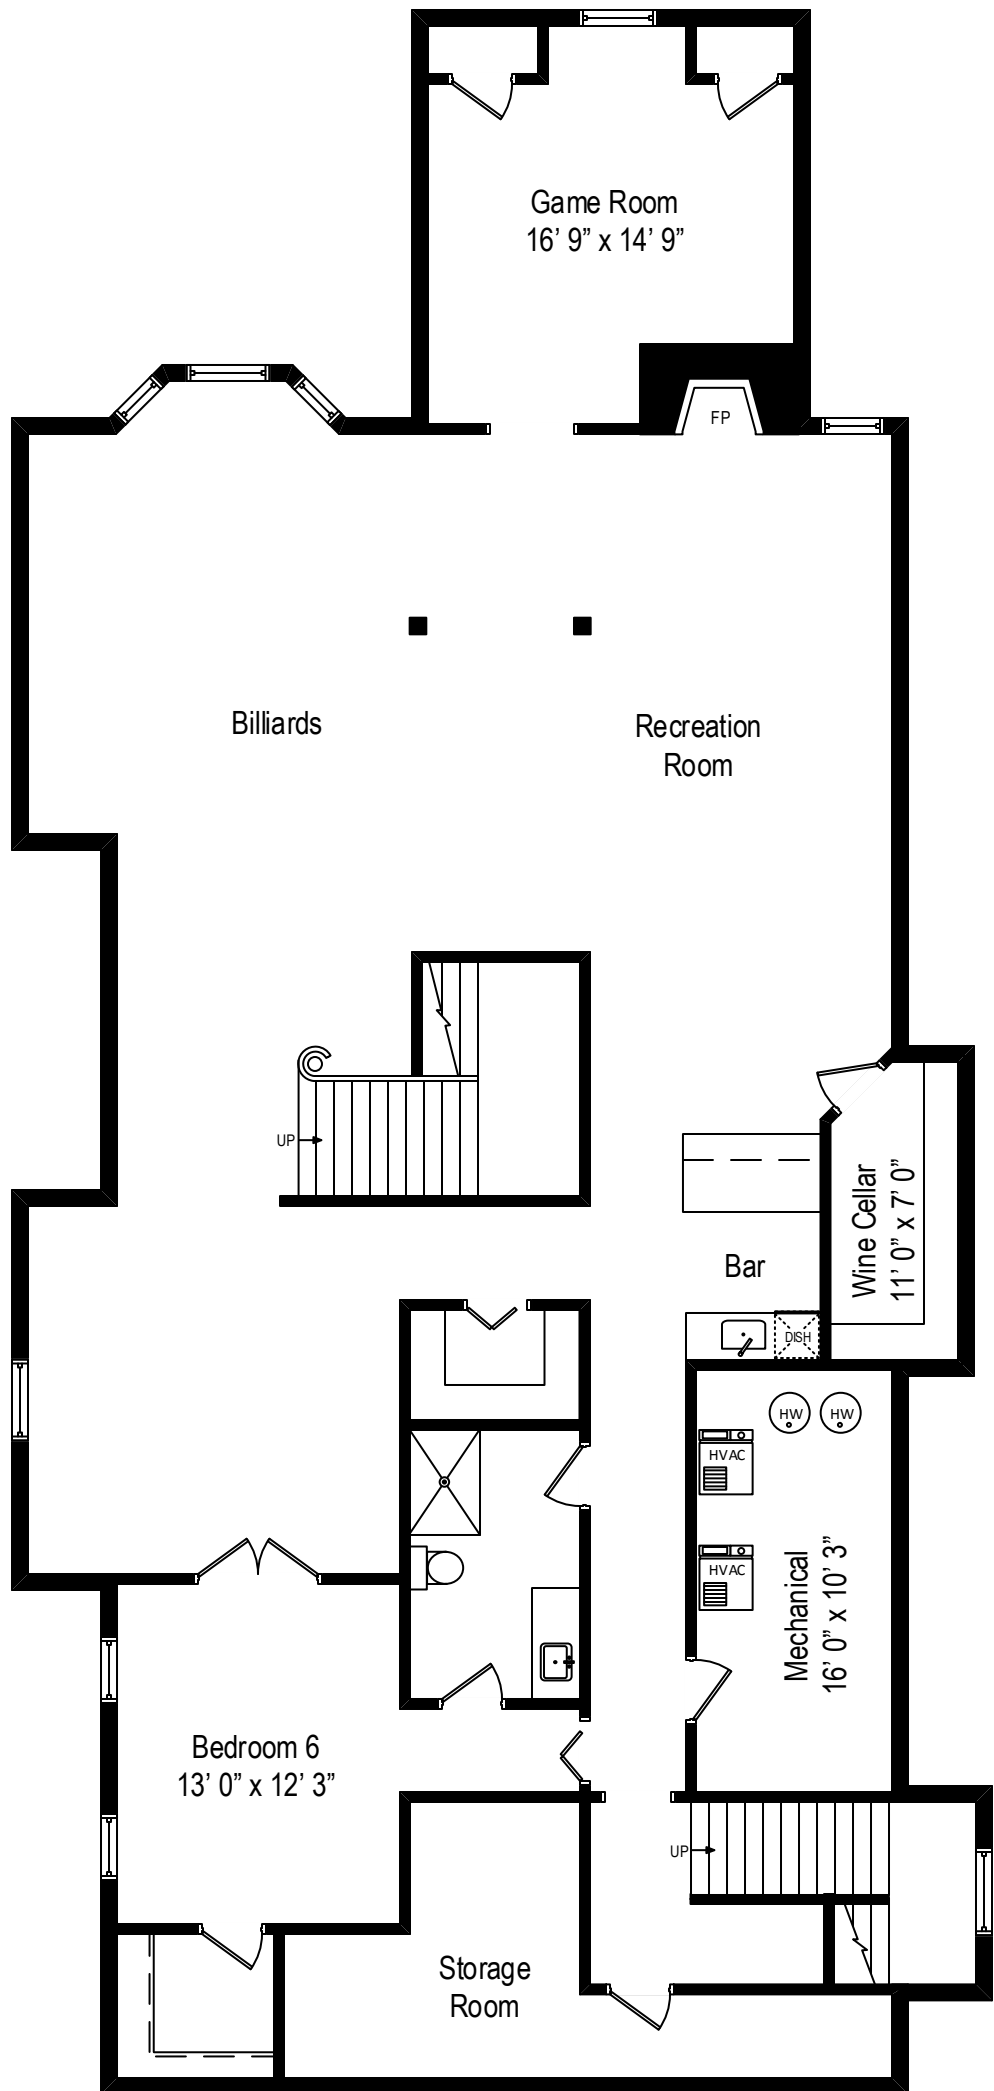 Game Room
16’ 9” x 14’ 9”
FP
Billiards
Recreation
Room
UP
Wine Cellar
11’ 0” x 7’ 0”
Bar
DISH
HW
HW
HVAC
HVAC
Mechanical
16’ 0” x 10’ 3”
Bedroom 6
13’ 0” x 12’ 3”
UP
Storage
Room